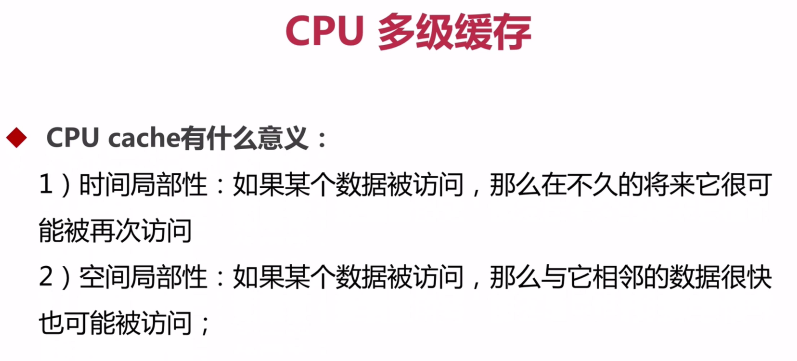 CPU 多级缓存
CPU cache有什么意义：
1）时间局部性：如果某个数据被访问，那么在不久的将来它很可
能被再次访问
2）空间局部性：如果某个数据被访问，那么与它相邻的数据很快
也可能被访问；